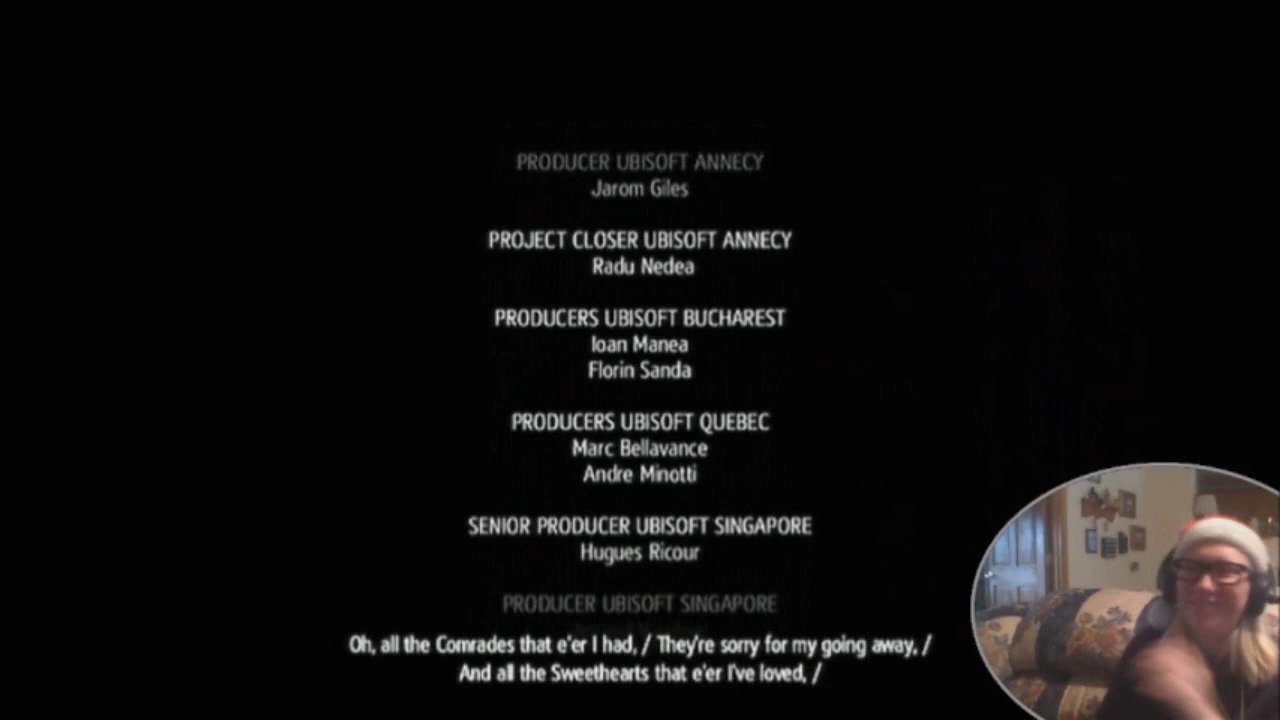 PRODUCER UBISOFT ANNECY
Jarom Giles
PROJECT CLOSER UBISOFT ANNECY
Radu Nedea
PRODUCERS UBISOFT BUCHAREST
Ioan Manea
Florin Sanda
PRODUCERS UBISOFT QUEBEC
Marc Bellavance
Andre Minotti
SENIOR PRODUCER UBISOFT SINGAPORE
Hugues Ricour
PRODUCER UBISOFT SINGAPORE
Oh, all the Comrades that e'er I had, / They're sorry for my going away, /
And all the Sweethearts that e'er I've loved, /